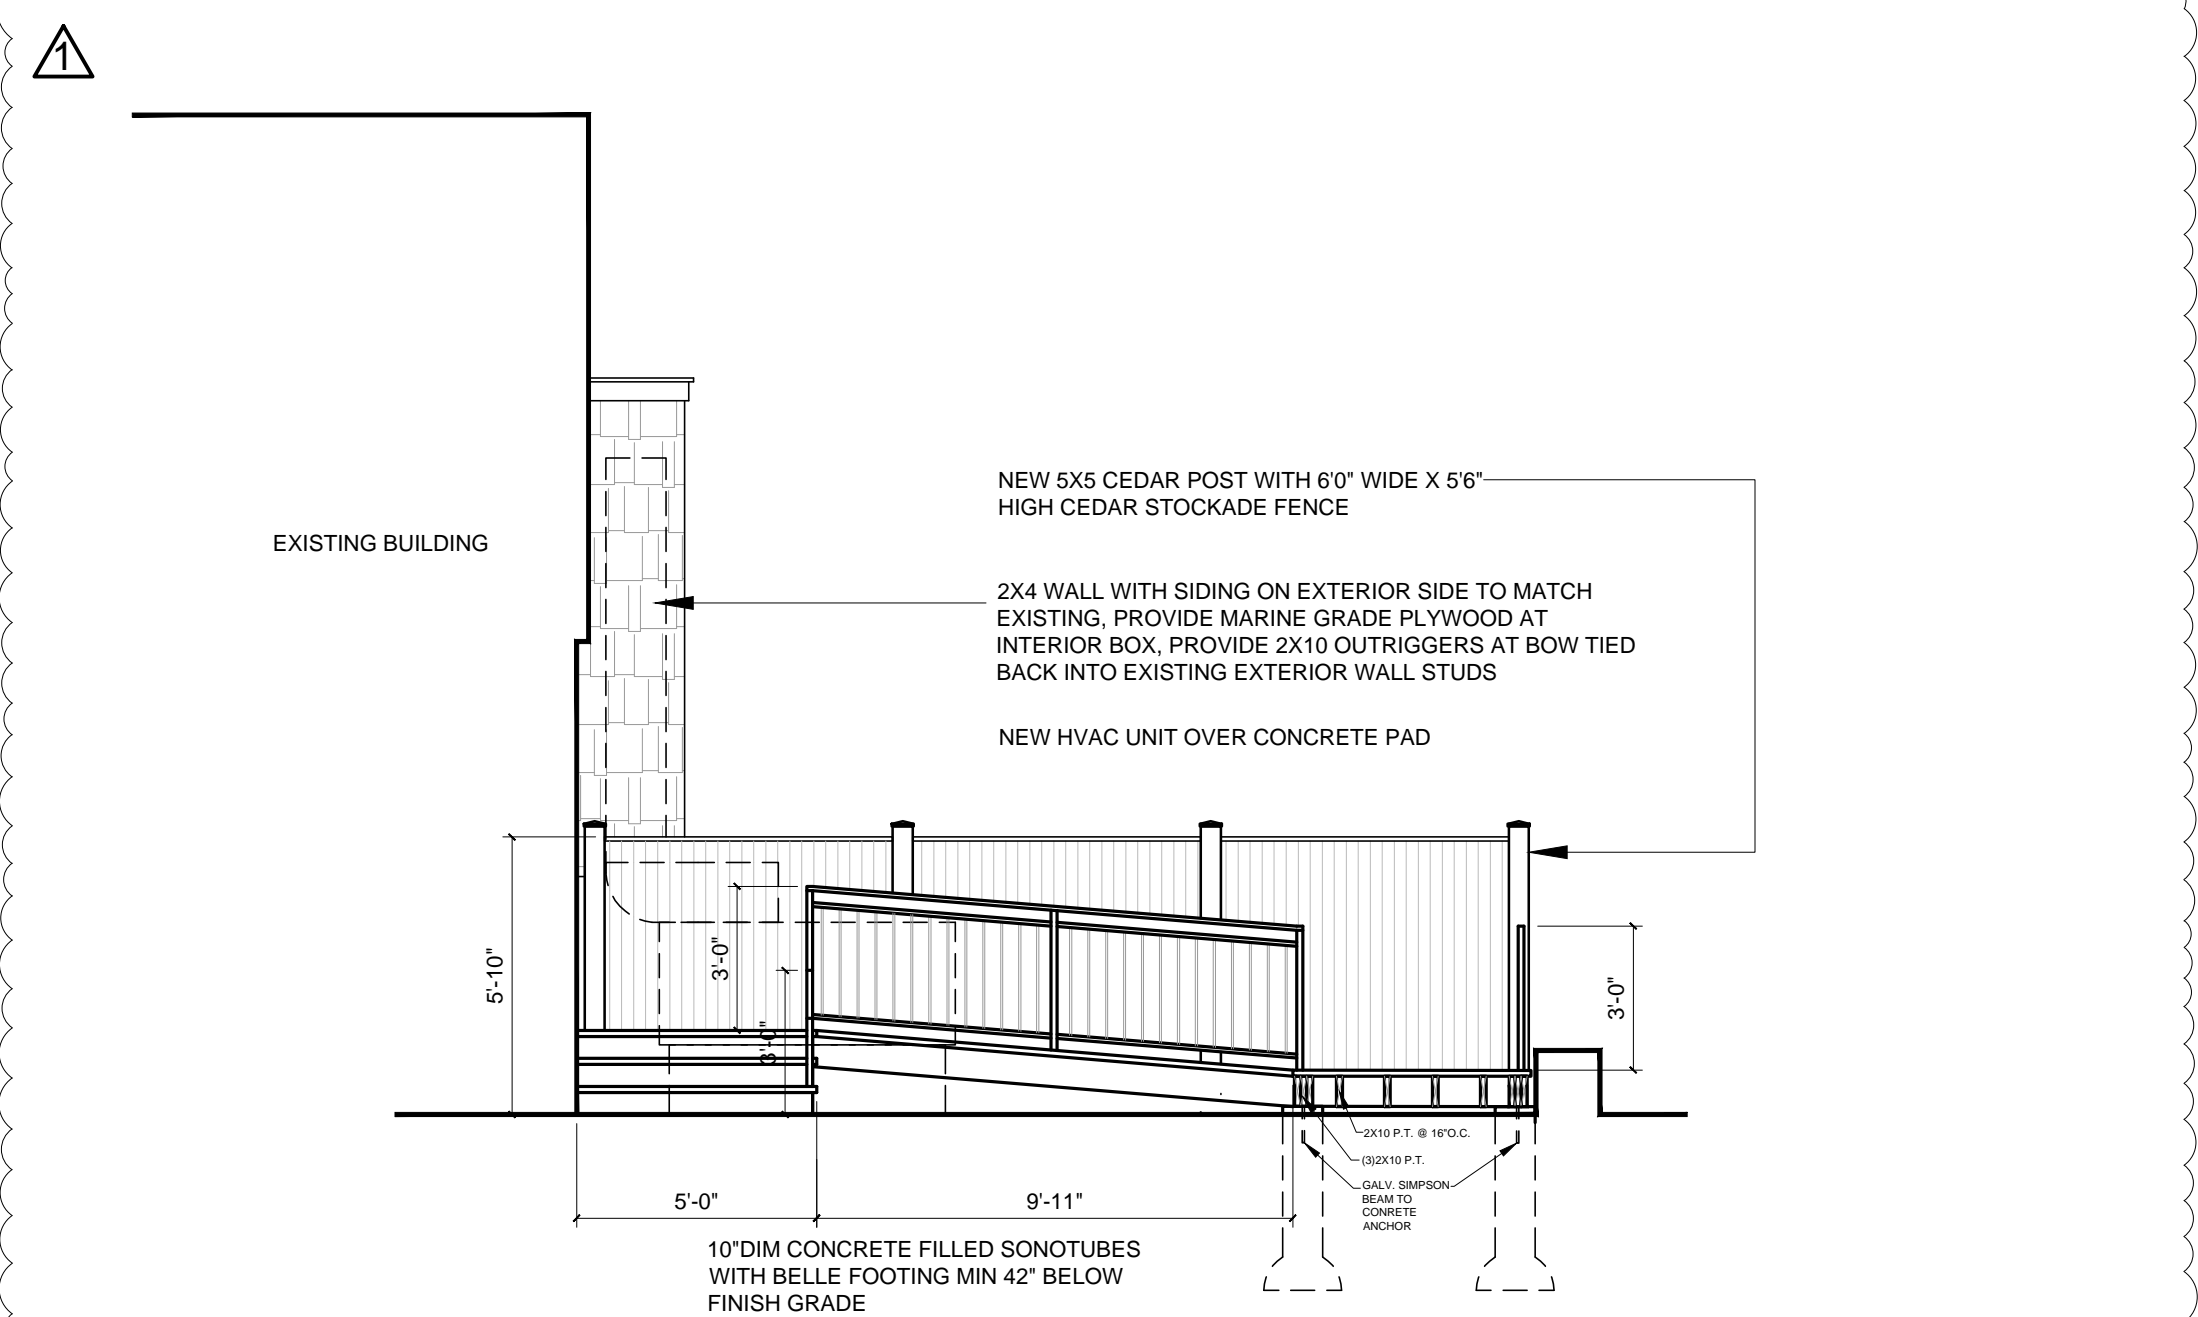 1
NEW 5X5 CEDAR POST WITH 6'0" WIDE X 5'6"
HIGH CEDAR STOCKADE FENCE
EXISTING BUILDING
2X4 WALL WITH SIDING ON EXTERIOR SIDE TO MATCH
EXISTING, PROVIDE MARINE GRADE PLYWOOD AT
INTERIOR BOX, PROVIDE 2X10 OUTRIGGERS AT BOW TIED
BACK INTO EXISTING EXTERIOR WALL STUDS
NEW HVAC UNIT OVER CONCRETE PAD
5'-10"
3'-0"
3'-0"
3'-0"
2X10 P.T. @ 16"O.C.
(3)2X10 P.T.
GALV. SIMPSON
BEAM TO
CONRETE
ANCHOR
5'-0"
9'-11"
10"DIM CONCRETE FILLED SONOTUBES
WITH BELLE FOOTING MIN 42" BELOW
FINISH GRADE